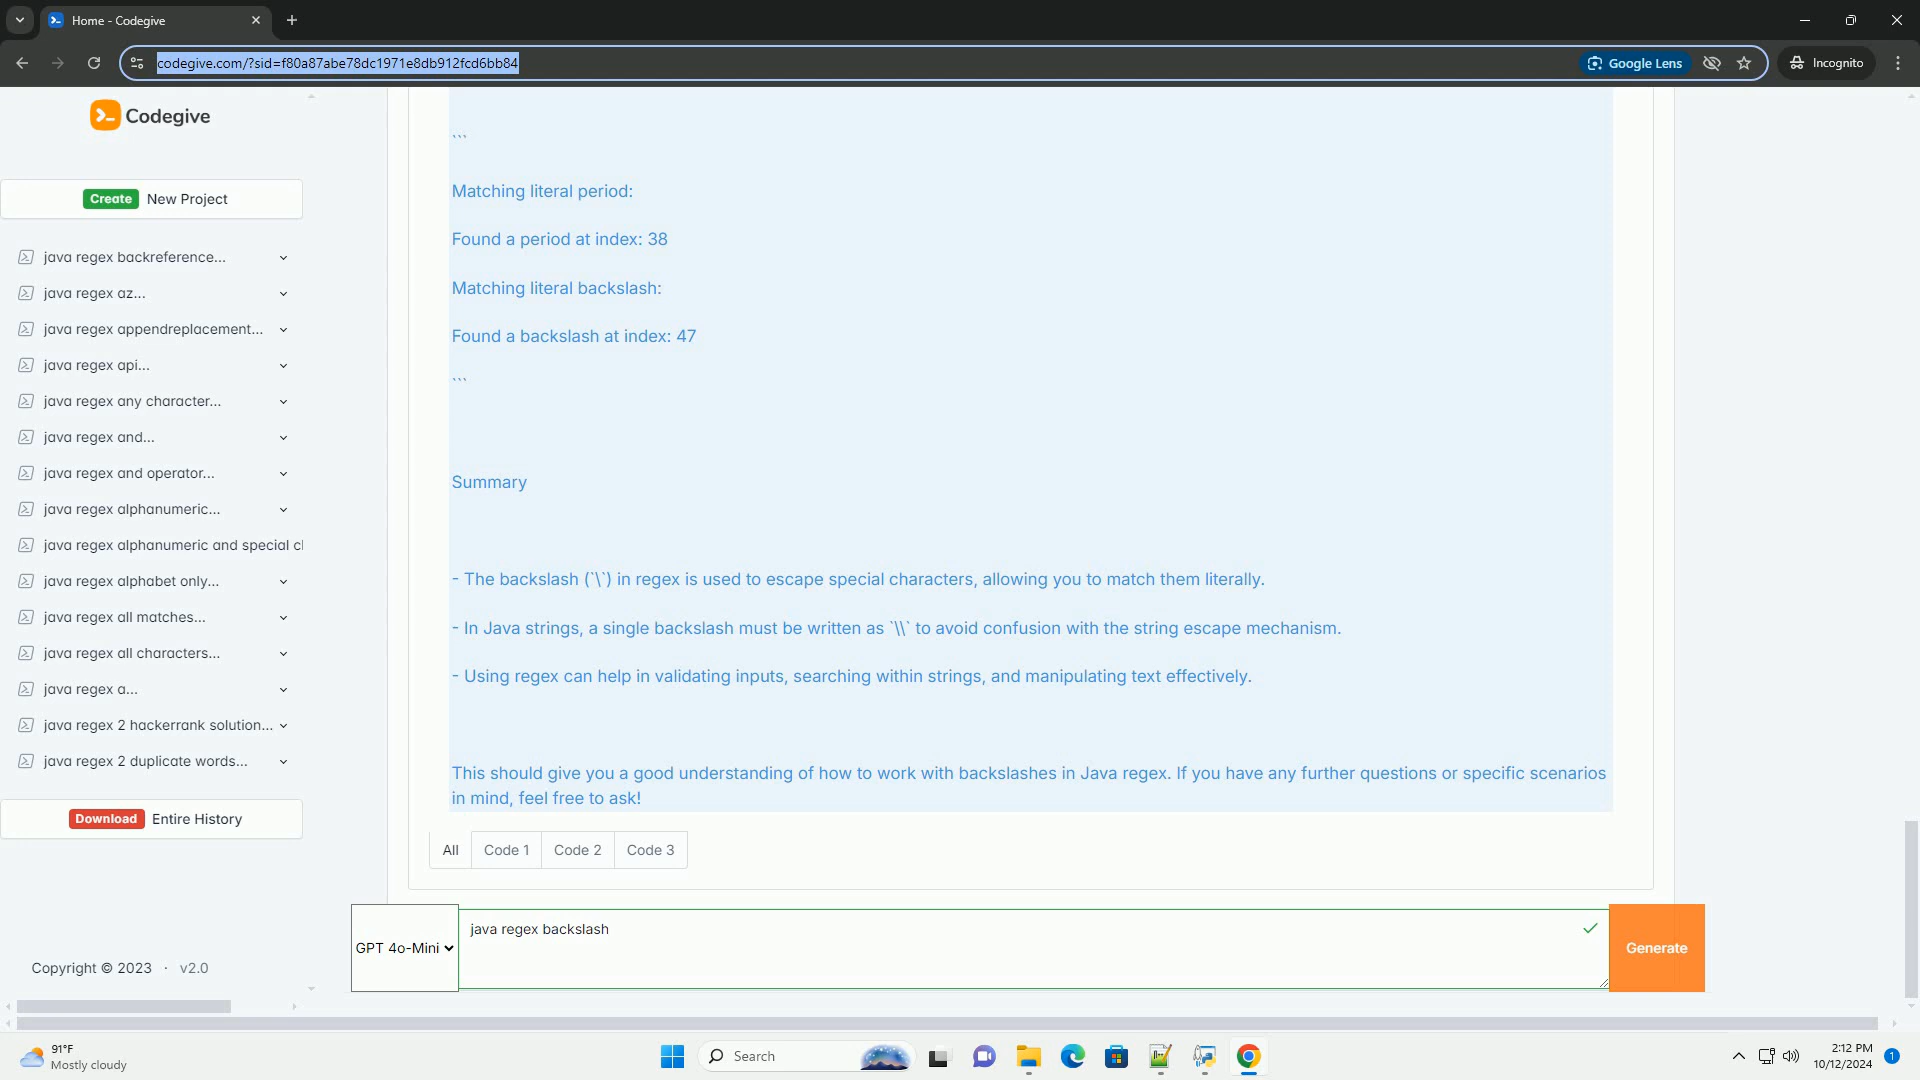 Home - Codegive
codegive.com/?sid=f80a87abe78dc1971e8db912fcd6bb84
Google Lens
Incognito
Codegive
Create New Project
java regex backreference...
java regex az...
java regex appendreplacement...
java regex api...
java regex any character...
java regex and...
java regex and operator...
java regex alphanumeric...
java regex alphanumeric and special cl
java regex alphabet only...
java regex all matches...
java regex all characters...
java regex a...
java regex 2 hackerrank solution...
java regex 2 duplicate words...
Download Entire History
Copyright © 2023 · v2.0
```
Matching literal period:
Found a period at index: 38
Matching literal backslash:
Found a backslash at index: 47
```
Summary
- The backslash (`\`) in regex is used to escape special characters, allowing you to match them literally.
- In Java strings, a single backslash must be written as `\\` to avoid confusion with the string escape mechanism.
- Using regex can help in validating inputs, searching within strings, and manipulating text effectively.
This should give you a good understanding of how to work with backslashes in Java regex. If you have any further questions or specific scenarios
in mind, feel free to ask!
All Code 1 Code 2 Code 3
GPT 4o-Mini
java regex backslash
Generate
91°F
Mostly cloudy
Search
2:12 PM
10/12/2024
1